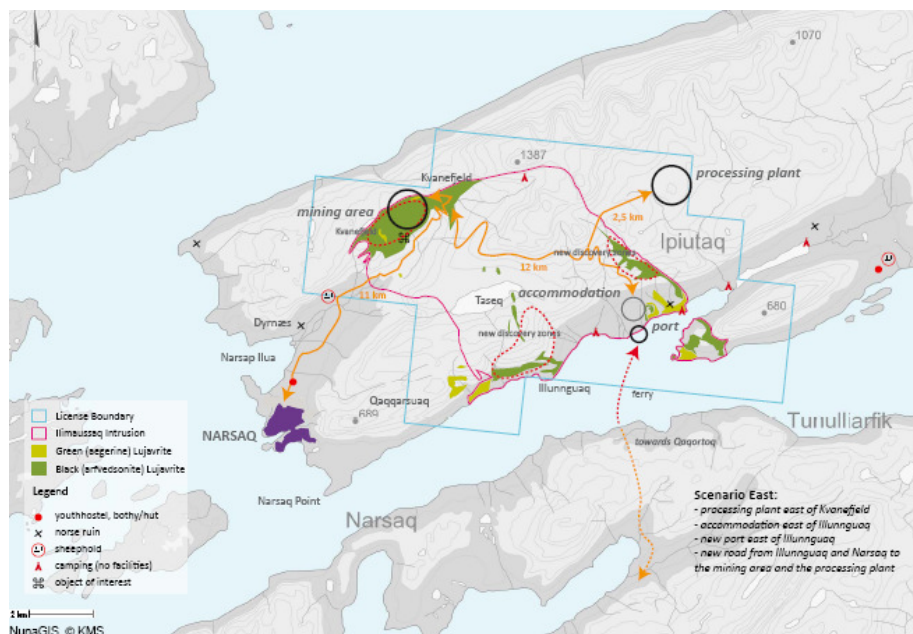 1070
1387
Kvanefield
processing plant
mining area
Kvanefield
2,5 km
Ipiutaq
new discovery zones
12 km
11 km
accommodation
Taseq
680
Dyrnæs
port
new discovery zones
Narsap Ilua
Illunnguaq
ferry
Qaqqarsuaq
689
Tunulliarfik
License Boundary
Ilimaussaq Intrusion
Green (aegerine) Lujavrite
Black (arfvedsonite) Lujavrite
NARSAQ
towards Qaqortoq
Legend
youthhostel, bothy/hut
norse ruin
sheephold
camping (no facilities)
object of interest
Narsaq Point
Narsaq
Scenario East:
- processing plant east of Kvanefield
- accommodation east of Illunnguaq
- new port east of Illunnguaq
- new road from Illunnguaq and Narsaq to
the mining area and the processing plant
2 km
NunaGIS, © KMS